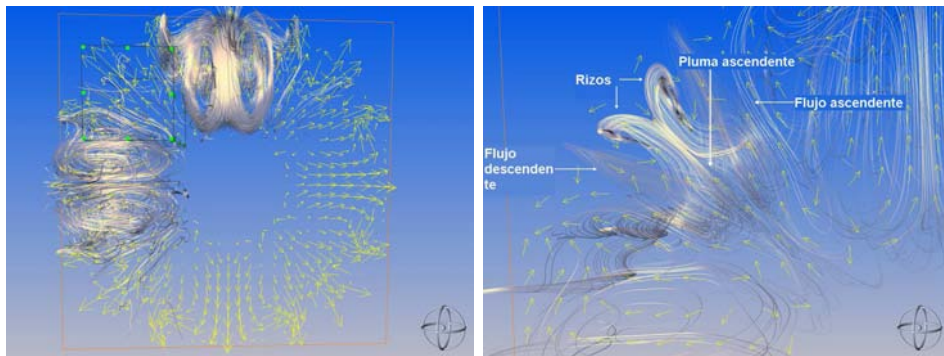 Pluma ascendente
Rizos
Flujo ascendente
Flujo
descenden
te